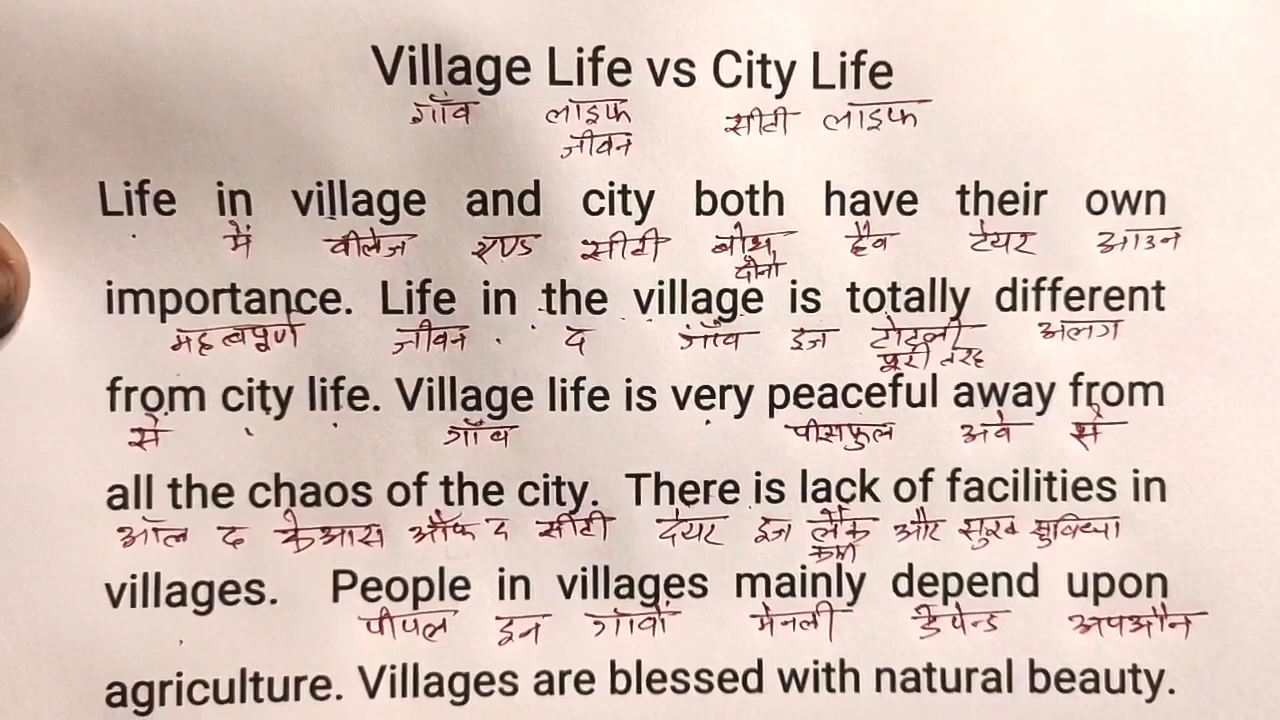 Village Life vs City Life
गाँव लाइफ सीटी लाइफ
जीवन
Life in village and city both have their own
में वीलेज एण्ड सीटी बोथ हैव देयर आउन
दोनो
importance. Life in the village is totally different
महत्वपूर्ण जीवन द गाँव इज टोटली अलग
पूरी तरह
from city life. Village life is very peaceful away from
से गाँव पीसफुल अवे से
all the chaos of the city. There is lack of facilities in
ऑल द केआस ऑफ द सीटी देयर इज लैक और सुख सुविधा
कमी
villages. People in villages mainly depend upon
पीपल इन गाँवों मेनली डेपेन्ड अपऔन
agriculture. Villages are blessed with natural beauty.